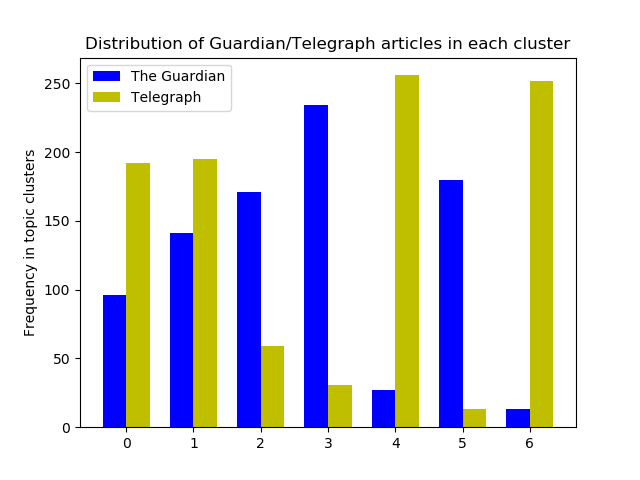 Distribution of Guardian/Telegraph articles in each cluster
The Guardian
Telegraph
Frequency in topic clusters
250
200
150
100
50
0
0 1 2 3 4 5 6